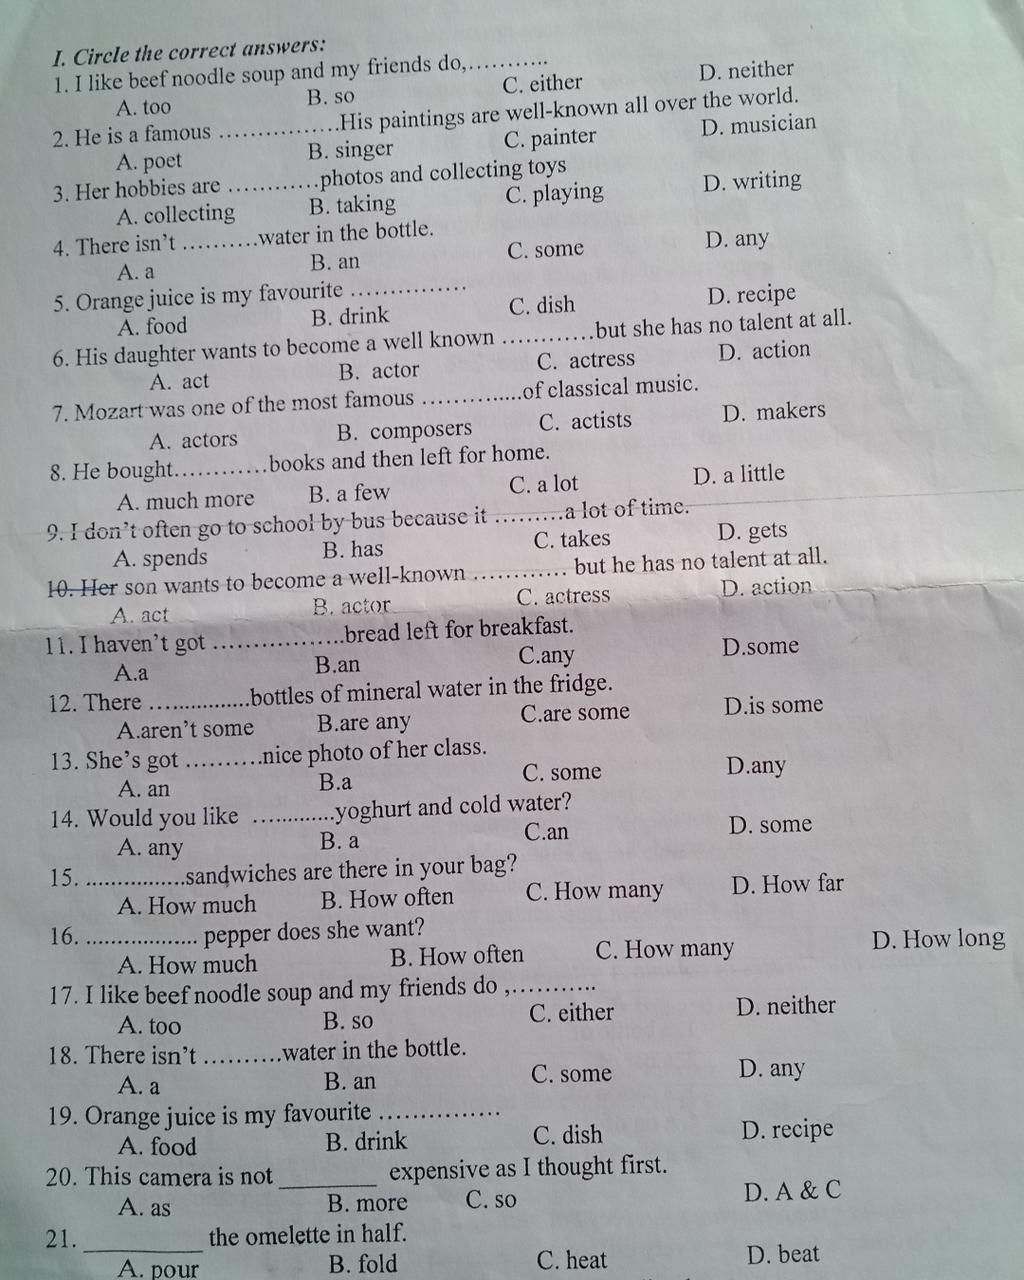 I. Circle the correct answers:
1. I like beef noodle soup and my friends do,...........
A. too B. so C. either D. neither
2. He is a famous ................His paintings are well-known all over the world.
A. poet B. singer C. painter D. musician
3. Her hobbies are ............photos and collecting toys
A. collecting B. taking C. playing D. writing
4. There isn't ..........water in the bottle.
A. a B. an C. some D. any
5. Orange juice is my favourite ...............
A. food B. drink C. dish D. recipe
6. His daughter wants to become a well known ............but she has no talent at all.
A. act B. actor C. actress D. action
7. Mozart was one of the most famous .............of classical music.
A. actors B. composers C. actists D. makers
8. He bought............books and then left for home.
A. much more B. a few C. a lot D. a little
9. I don't often go to school by bus because it .........a lot of time.
A. spends B. has C. takes D. gets
10. Her son wants to become a well-known ............ but he has no talent at all.
A. act B. actor C. actress D. action
11. I haven't got .................bread left for breakfast.
A.a B.an C.any D.some
12. There ................bottles of mineral water in the fridge.
A.aren't some B.are any C.are some D.is some
13. She's got ..........nice photo of her class.
A. an B.a C. some D.any
14. Would you like .............yoghurt and cold water?
A. any B. a C.an D. some
15. ................sandwiches are there in your bag?
A. How much B. How often C. How many D. How far
16. .................. pepper does she want?
A. How much B. How often C. How many D. How long
17. I like beef noodle soup and my friends do ,...........
A. too B. so C. either D. neither
18. There isn't ..........water in the bottle.
A. a B. an C. some D. any
19. Orange juice is my favourite ...............
A. food B. drink C. dish D. recipe
20. This camera is not _________ expensive as I thought first.
A. as B. more C. so D. A & C
21. ___________ the omelette in half.
A. pour B. fold C. heat D. beat